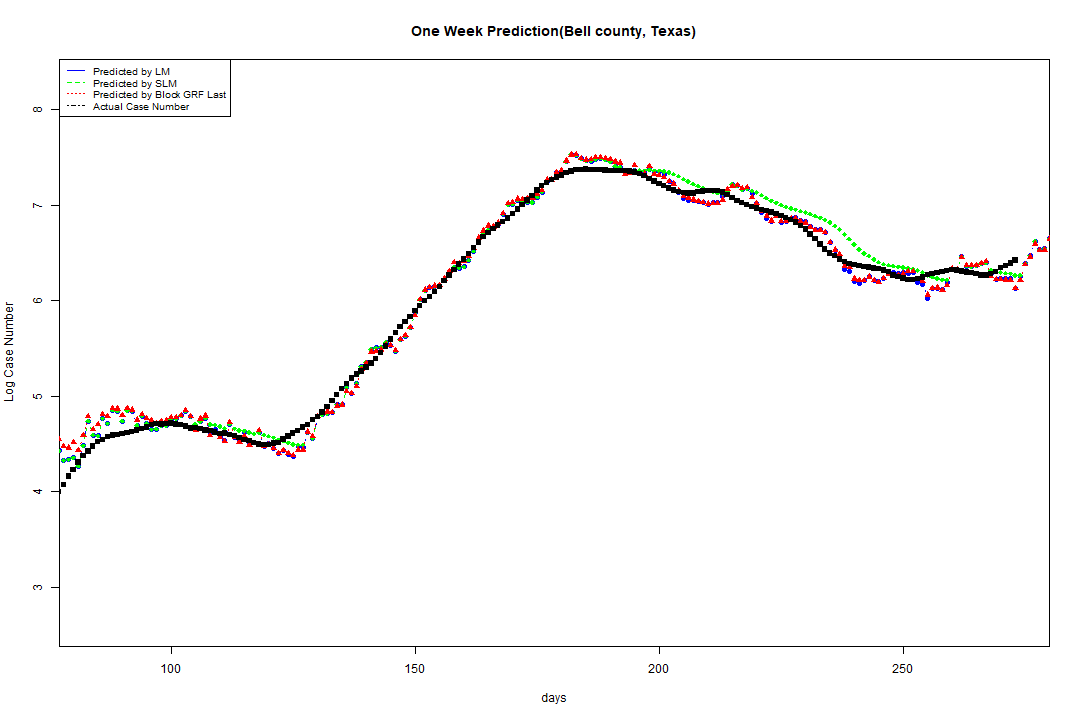 One Week Prediction(Bell county, Texas)
Predicted by LM
Predicted by SLM
Predicted by Block GRF Last
Actual Case Number
8
7
6
5
4
3
Log Case Number
100 150 200 250
days